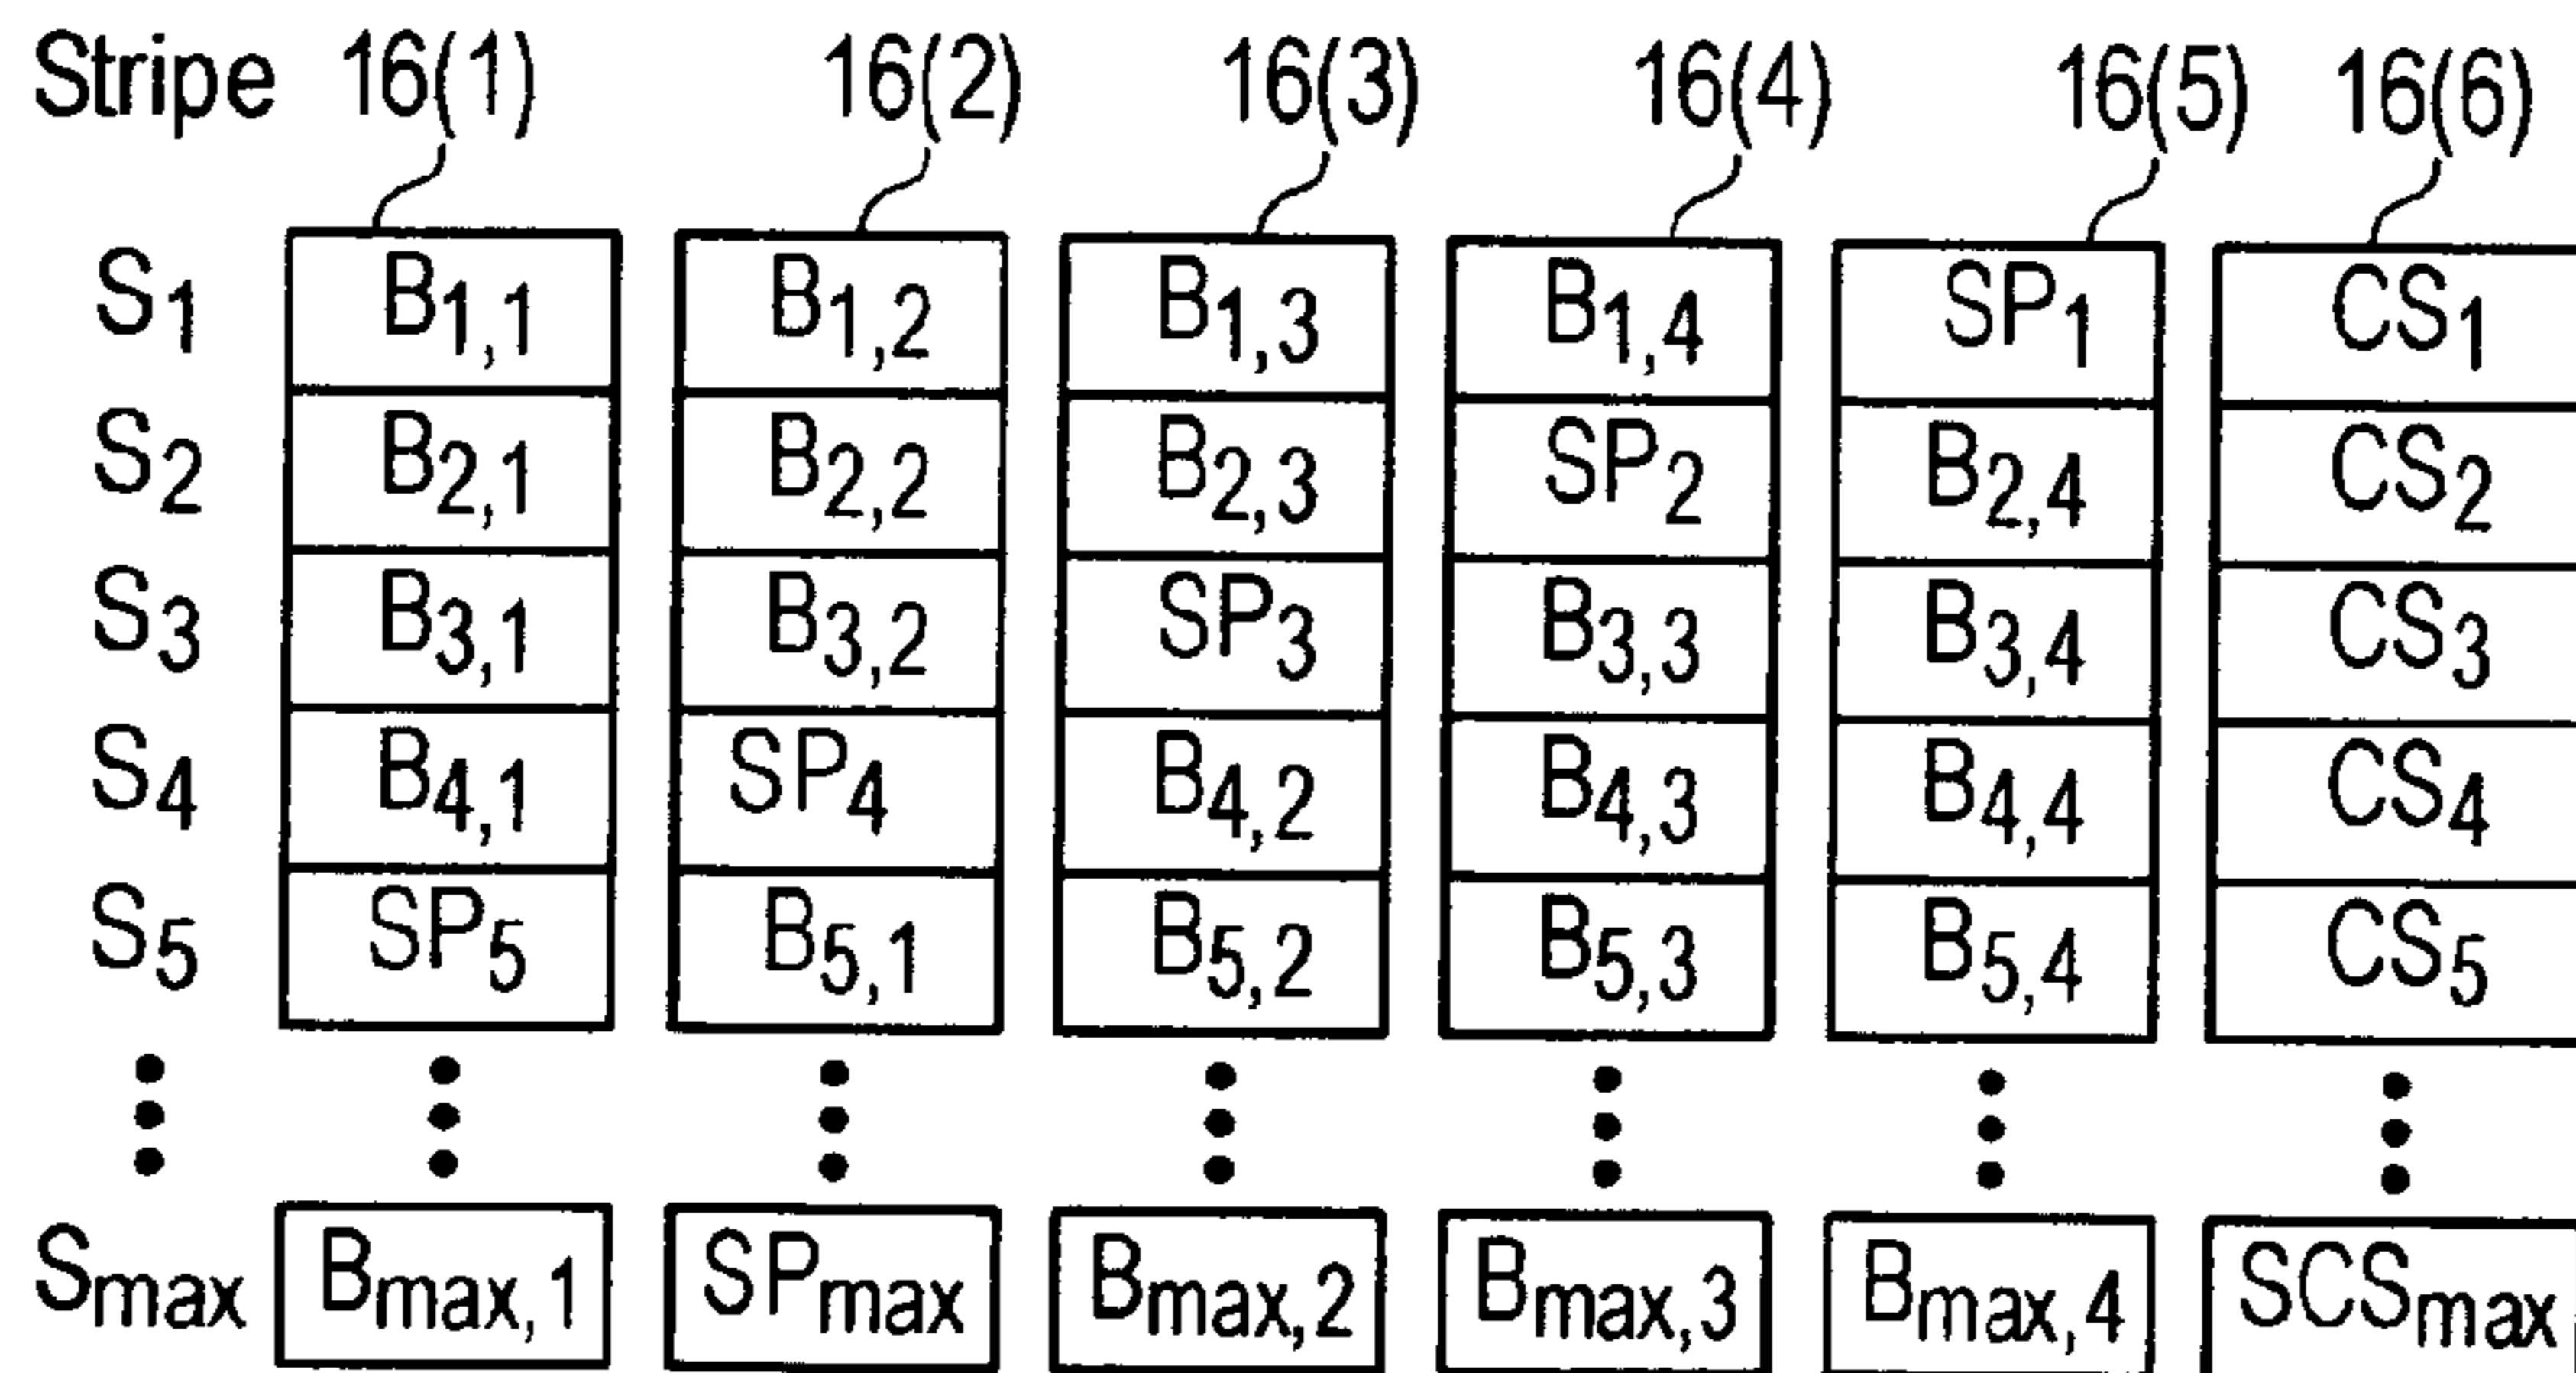 Stripe 16(1) 16(2) 16(3) 16(4) 16(5) 16(6)
S1 B1,1 B1,2 B1,3 B1,4 SP1 CS1
S2 B2,1 B2,2 B2,3 SP2 B2,4 CS2
S3 B3,1 B3,2 SP3 B3,3 B3,4 CS3
S4 B4,1 SP4 B4,2 B4,3 B4,4 CS4
S5 SP5 B5,1 B5,2 B5,3 B5,4 CS5
Smax Bmax,1 SPmax Bmax,2 Bmax,3 Bmax,4 SCSmax